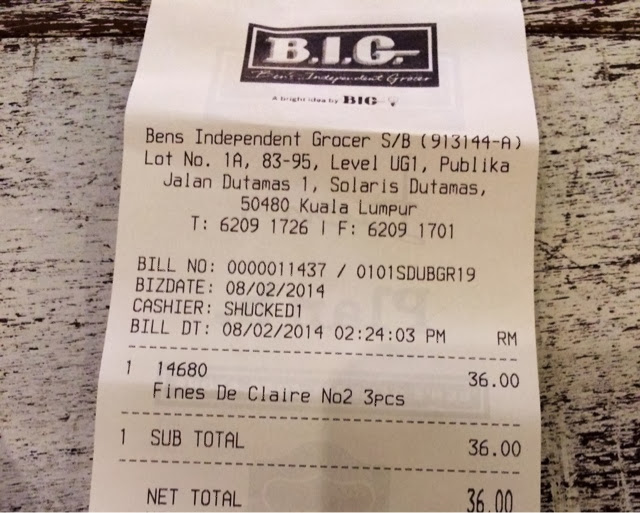 B.I.G.
Ben's Independent Grocer
A bright idea by BIG
Bens Independent Grocer S/B (913144-A)
Lot No. 1A, 83-95, Level UG1, Publika
Jalan Dutamas 1, Solaris Dutamas,
50480 Kuala Lumpur
T: 6209 1726 | F: 6209 1701
BILL NO: 0000011437 / 0101SDUBGR19
BIZDATE: 08/02/2014
CASHIER: SHUCKED1
BILL DT: 08/02/2014 02:24:03 PM RM
1 14680 36.00
Fines De Claire No2 3pcs
1 SUB TOTAL 36.00
NET TOTAL 36.00